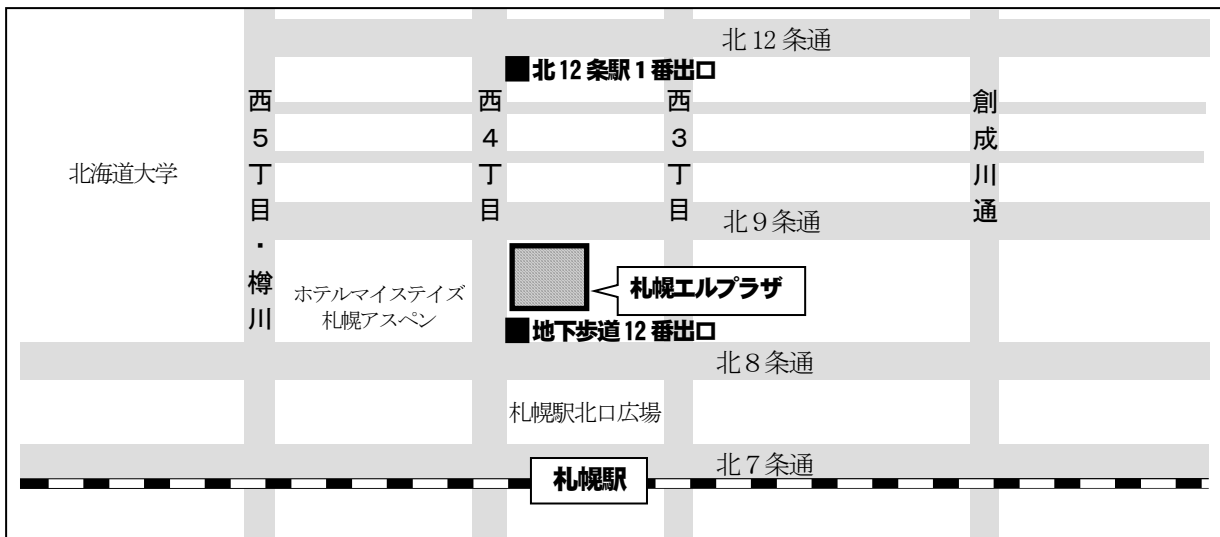 北12条通
■北12条駅1番出口
西5丁目・樽川
西4丁目
西3丁目
創成川通
北海道大学
北9条通
ホテルマイステイズ
札幌アスペン
札幌エルプラザ
■地下歩道12番出口
北8条通
札幌駅北口広場
北7条通
札幌駅